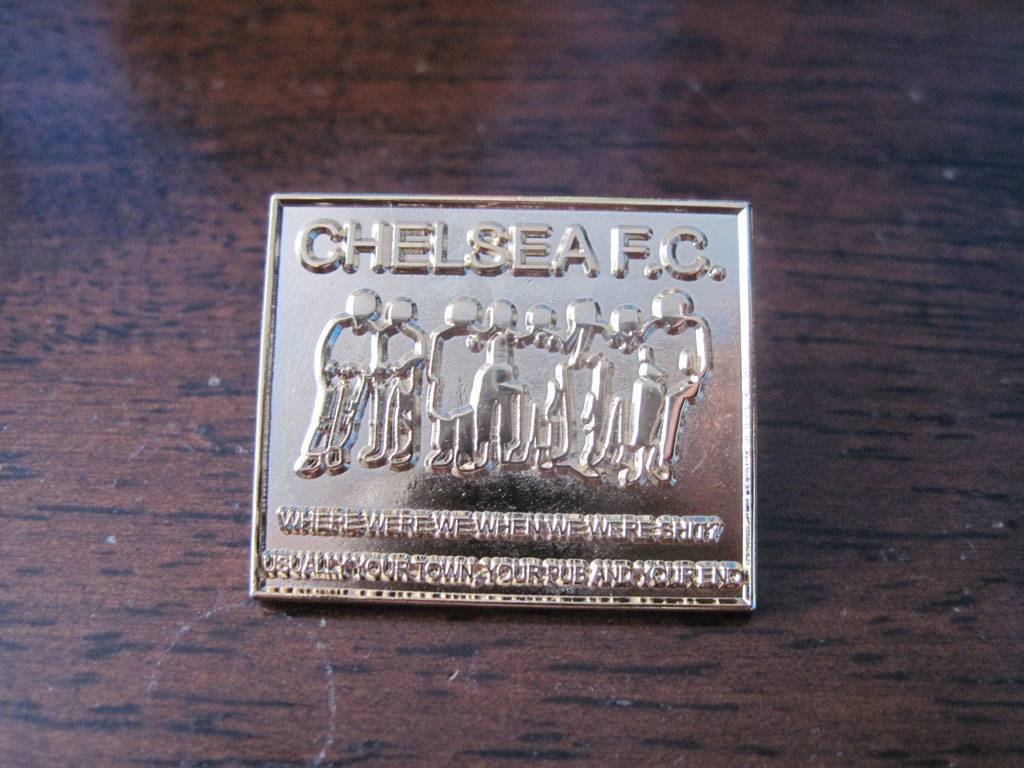 CHELSEA F.C.
WHERE WERE WE WHEN WE WERE SHIT?
USUALLY YOUR TOWN, YOUR PUB AND YOUR END